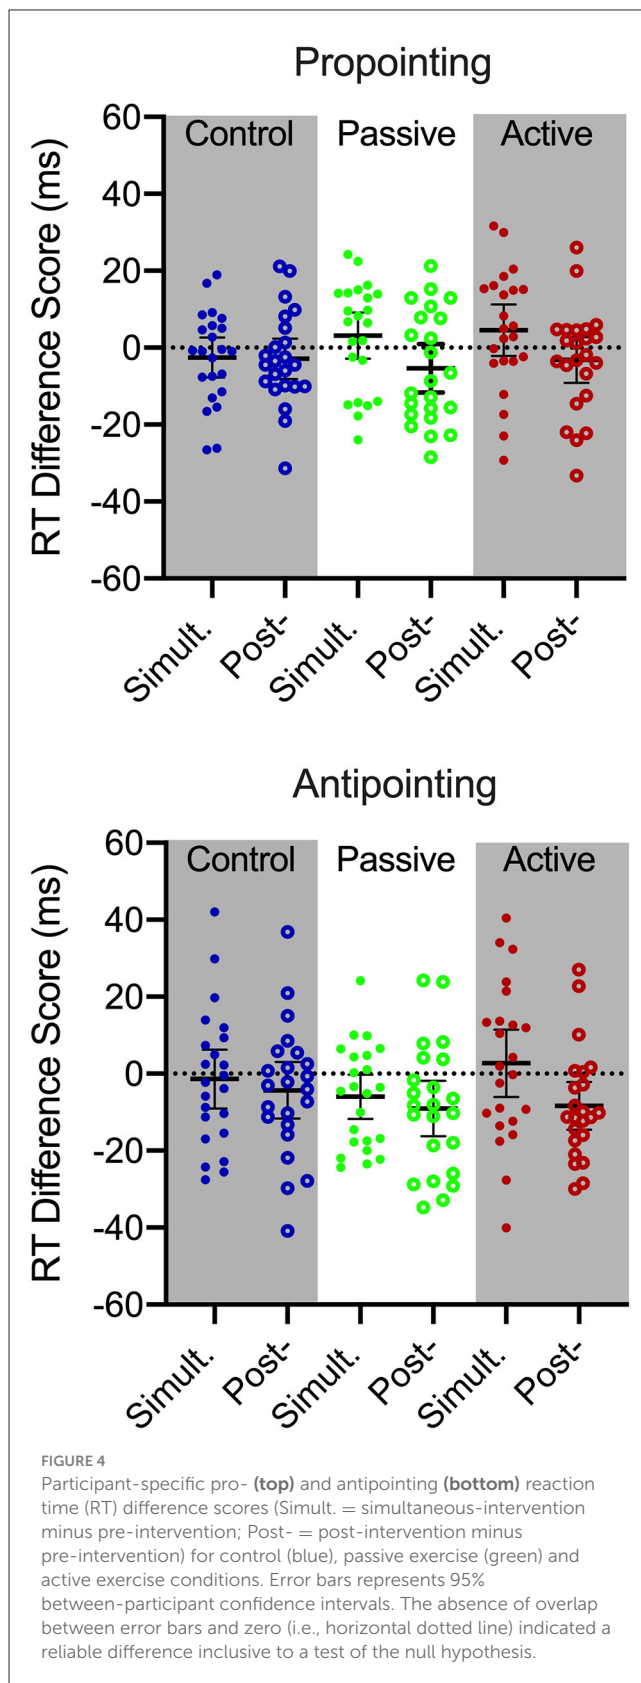 Propointing
Control Passive Active
RT Difference Score (ms)
60
40
20
0
-20
-40
-60
Simult. Post- Simult. Post- Simult. Post-
Antipointing
Control Passive Active
RT Difference Score (ms)
60
40
20
0
-20
-40
-60
Simult. Post- Simult. Post- Simult. Post-
FIGURE 4
Participant-specific pro- (top) and antipointing (bottom) reaction
time (RT) difference scores (Simult. = simultaneous-intervention
minus pre-intervention; Post- = post-intervention minus
pre-intervention) for control (blue), passive exercise (green) and
active exercise conditions. Error bars represents 95%
between-participant confidence intervals. The absence of overlap
between error bars and zero (i.e., horizontal dotted line) indicated a
reliable difference inclusive to a test of the null hypothesis.